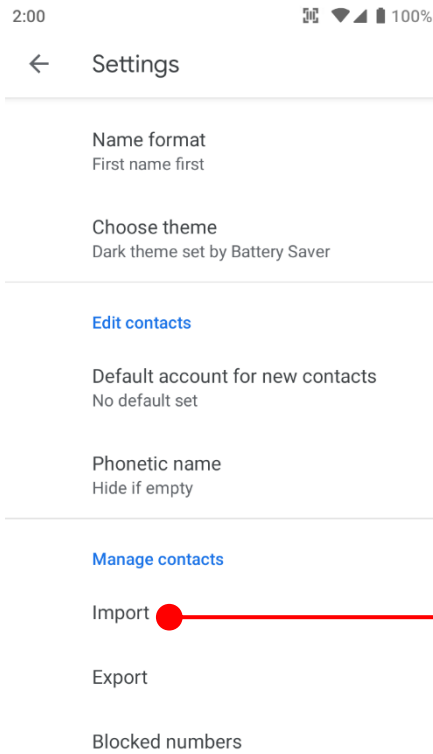 2:00
100%
Settings
Name format
First name first
Choose theme
Dark theme set by Battery Saver
Edit contacts
Default account for new contacts
No default set
Phonetic name
Hide if empty
Manage contacts
Import
Export
Blocked numbers